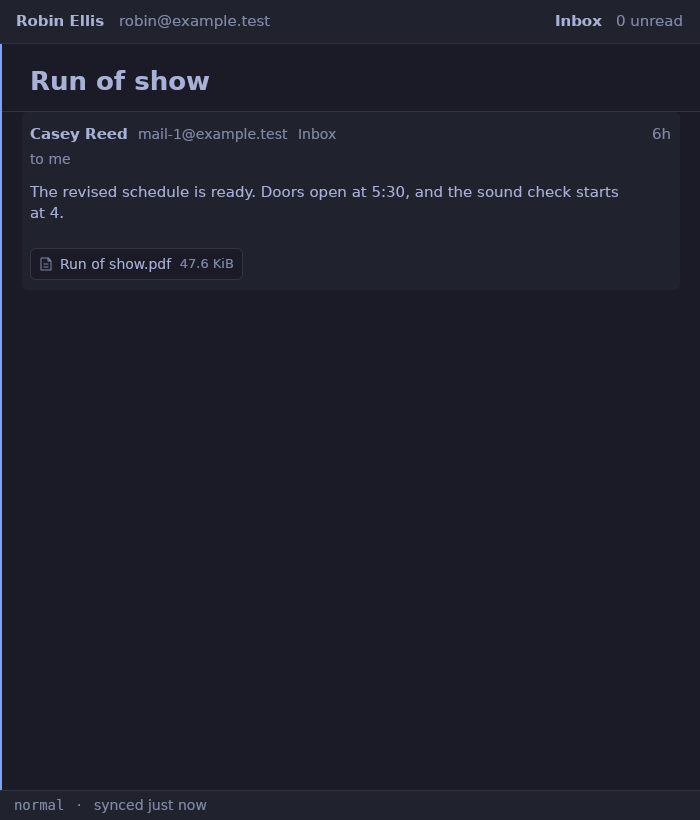 Robin Ellis robin@example.test Inbox 0 unread
Run of show
Casey Reed mail-1@example.test Inbox 6h
to me
The revised schedule is ready. Doors open at 5:30, and the sound check starts
at 4.
Run of show.pdf 47.6 KiB
normal · synced just now